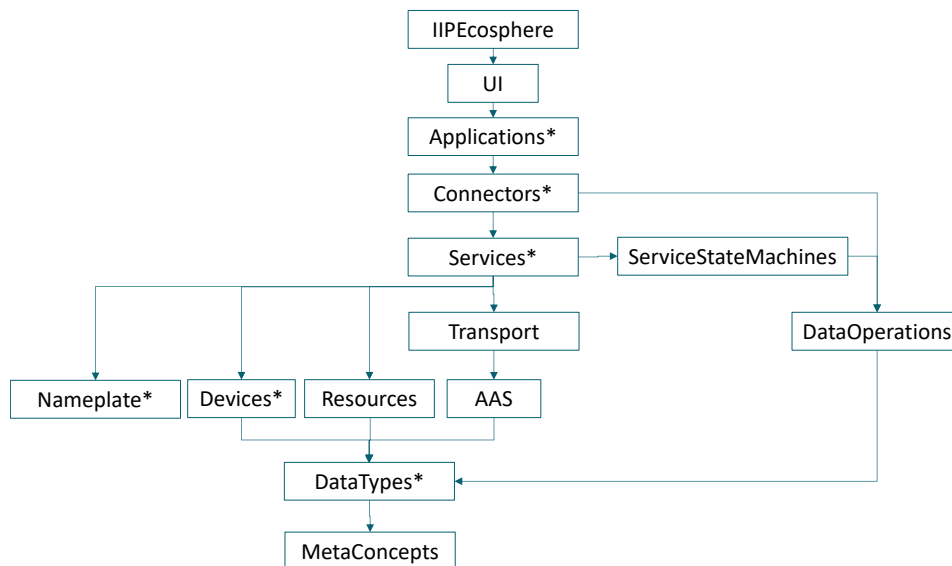 IIPEcosphere
UI
Applications*
Connectors*
Services*
ServiceStateMachines
Transport
DataOperations
Nameplate*
Devices*
Resources
AAS
DataTypes*
MetaConcepts